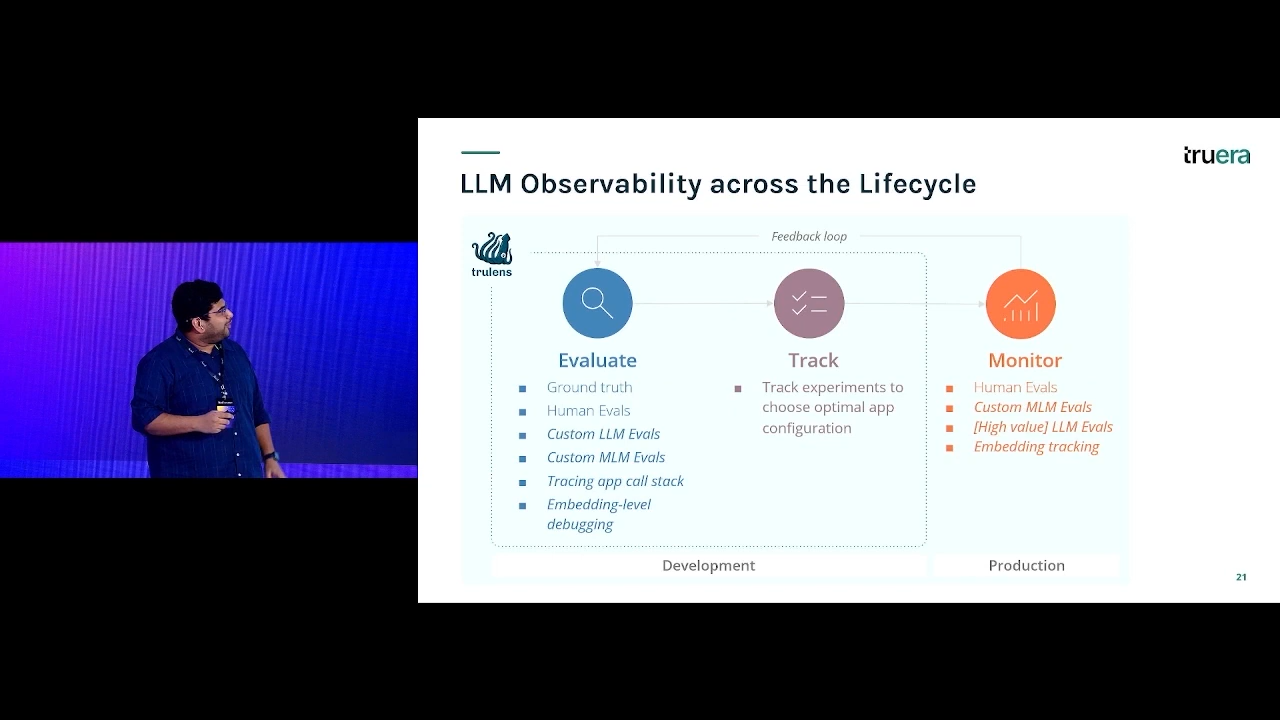 truera
LLM Observability across the Lifecycle
Feedback loop
trulens
Evaluate
Ground truth
Human Evals
Custom LLM Evals
Custom MLM Evals
Tracing app call stack
Embedding-level
debugging
Track
Track experiments to
choose optimal app
configuration
Monitor
Human Evals
Custom MLM Evals
[High value] LLM Evals
Embedding tracking
Development
Production
21